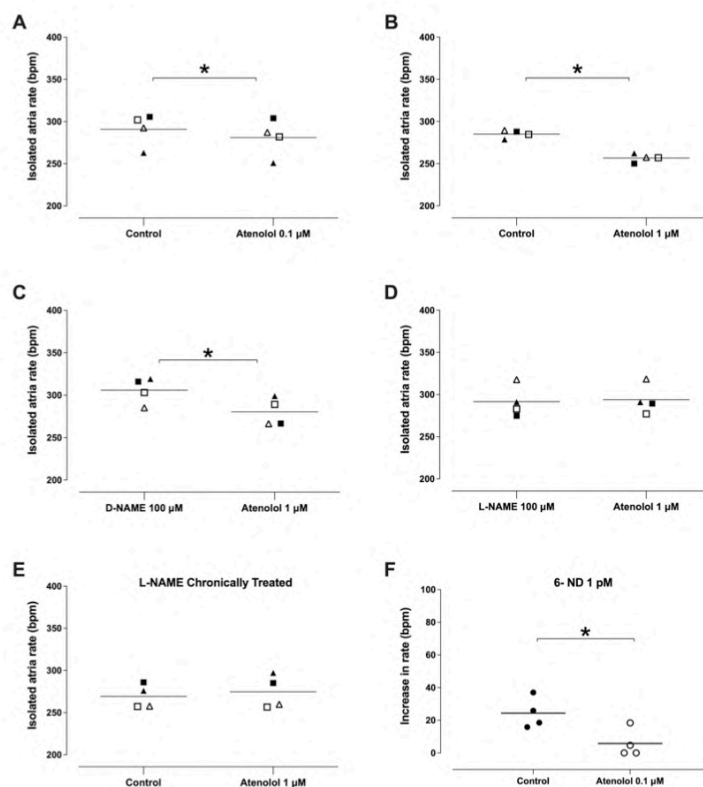 A
Isolated atria rate (bpm)
400
350
300
250
200
*
Control
Atenolol 0.1 µM
B
Isolated atria rate (bpm)
400
350
300
250
200
*
Control
Atenolol 1 µM
C
Isolated atria rate (bpm)
400
350
300
250
200
*
D-NAME 100 µM
Atenolol 1 µM
D
Isolated atria rate (bpm)
400
350
300
250
200
L-NAME 100 µM
Atenolol 1 µM
E
L-NAME Chronically Treated
Isolated atria rate (bpm)
400
350
300
250
200
Control
Atenolol 1 µM
F
6- ND 1 pM
Increase in rate (bpm)
100
80
60
40
20
0
*
Control
Atenolol 0.1 µM